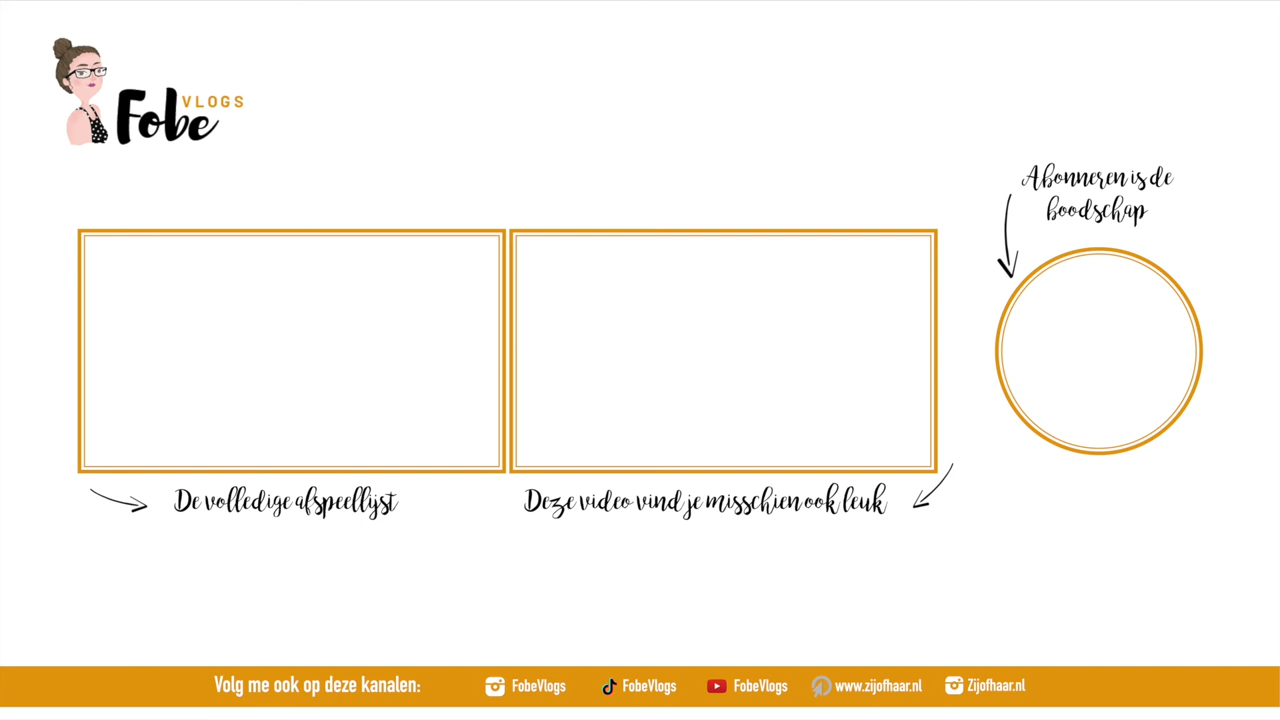 VLOGS
Fobe
Abonneren is de
boodschap
De volledige afspeellijst
Deze video vind je misschien ook leuk
Volg me ook op deze kanalen:
FobeVlogs
FobeVlogs
FobeVlogs
www.zijofhaar.nl
Zijofhaar.nl